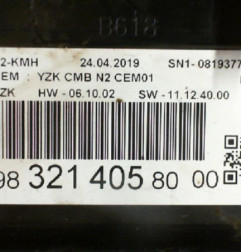 B618
2-KMH 24.04.2019 SN1- 0819377
EM : YZK CMB N2 CEM01
ZK HW - 06.10.02 SW - 11.12.40.00
98 321 405 80 00